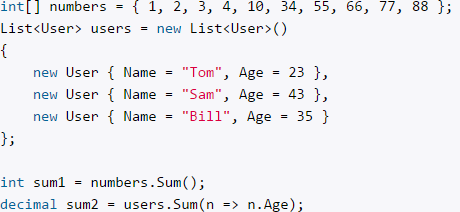 int[] numbers = { 1, 2, 3, 4, 10, 34, 55, 66, 77, 88 };
List<User> users = new List<User>()
{
    new User { Name = "Tom", Age = 23 },
    new User { Name = "Sam", Age = 43 },
    new User { Name = "Bill", Age = 35 }
};

int sum1 = numbers.Sum();
decimal sum2 = users.Sum(n => n.Age);